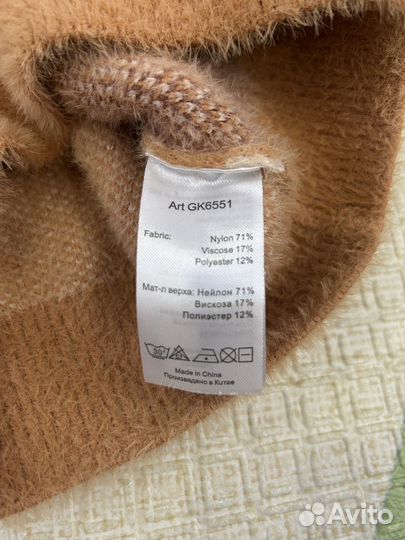 Art GK6551
Fabric: Nylon 71%
Viscose 17%
Polyester 12%
Мат-л верха: Нейлон 71%
Вискоза 17%
Полиэстер 12%
30°
Made in China
Произведено в Китае
Avito